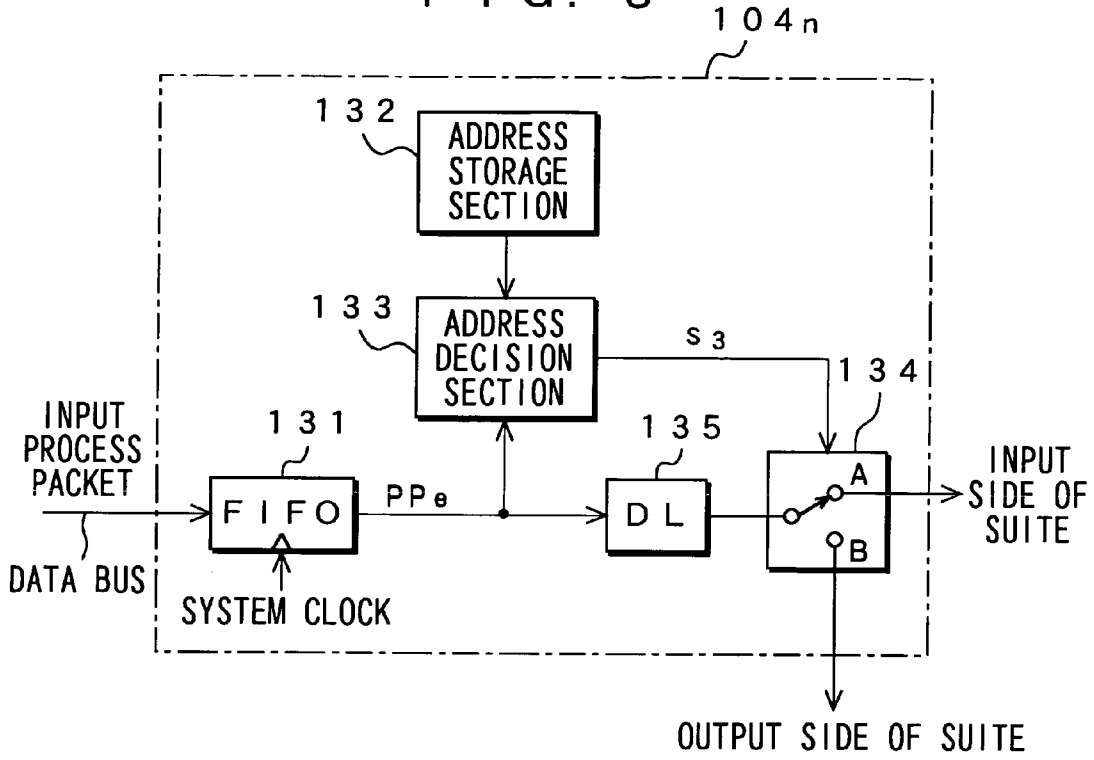 104n
132
ADDRESS
STORAGE
SECTION
133
ADDRESS
DECISION
SECTION
S3
134
INPUT
PROCESS
PACKET
131
FIFO
PPe
135
DL
A
B
INPUT
SIDE OF
SUITE
DATA BUS
SYSTEM CLOCK
OUTPUT SIDE OF SUITE